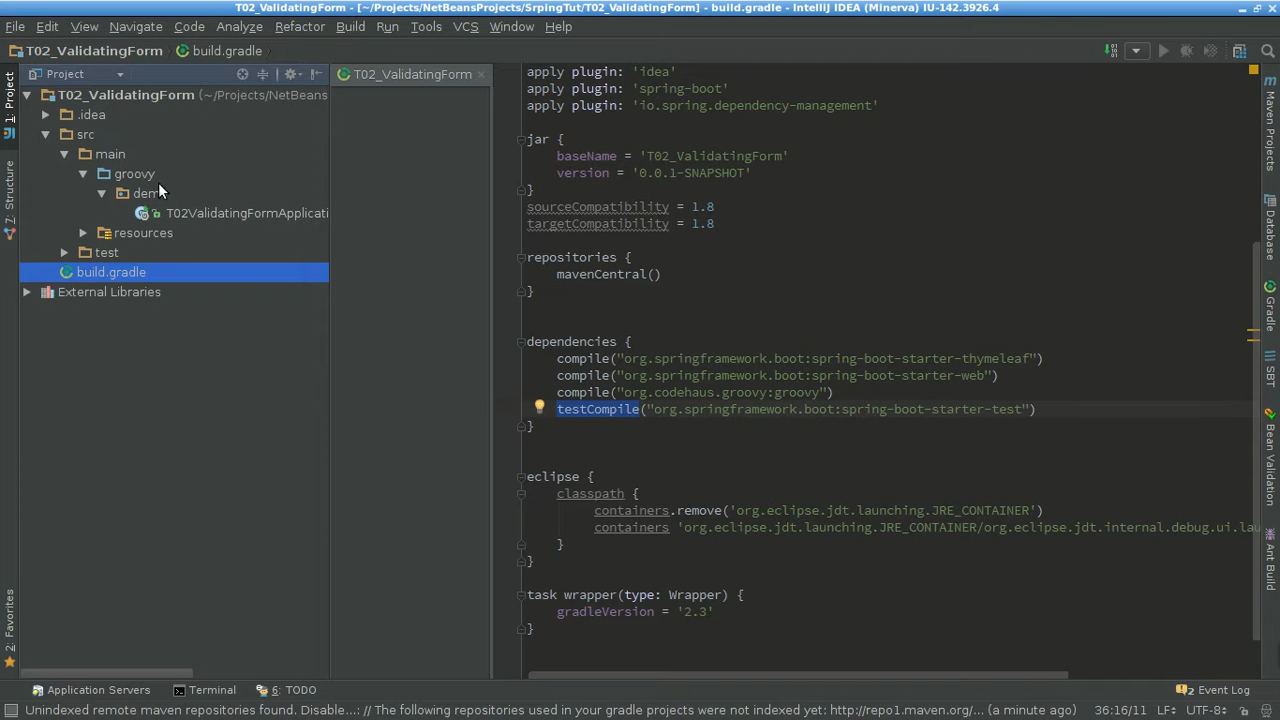 T02_ValidatingForm - [~/Projects/NetBeansProjects/SrpingTut/T02_ValidatingForm] - build.gradle - IntelliJ IDEA (Minerva) IU-142.3926.4
File Edit View Navigate Code Analyze Refactor Build Run Tools VCS Window Help
T02_ValidatingForm build.gradle
1: Project
7: Structure
2: Favorites
Project
T02_ValidatingForm (~/Projects/NetBeans
.idea
src
main
groovy
dem
T02ValidatingFormApplicati
resources
test
build.gradle
External Libraries
T02_ValidatingForm
apply plugin: 'idea'
apply plugin: 'spring-boot'
apply plugin: 'io.spring.dependency-management'
jar {
baseName = 'T02_ValidatingForm'
version = '0.0.1-SNAPSHOT'
}
sourceCompatibility = 1.8
targetCompatibility = 1.8
repositories {
mavenCentral()
}
dependencies {
compile("org.springframework.boot:spring-boot-starter-thymeleaf")
compile("org.springframework.boot:spring-boot-starter-web")
compile("org.codehaus.groovy:groovy")
testCompile("org.springframework.boot:spring-boot-starter-test")
}
eclipse {
classpath {
containers.remove('org.eclipse.jdt.launching.JRE_CONTAINER')
containers 'org.eclipse.jdt.launching.JRE_CONTAINER/org.eclipse.jdt.internal.debug.ui.lau
}
}
task wrapper(type: Wrapper) {
gradleVersion = '2.3'
}
Maven Projects
Database
Gradle
SBT
Bean Validation
Ant Build
Application Servers Terminal 6: TODO 2 Event Log
Unindexed remote maven repositories found. Disable...: // The following repositories used in your gradle projects were not indexed yet: http://repo1.maven.org/... (a minute ago) 36:16/11 LF÷ UTF-8÷